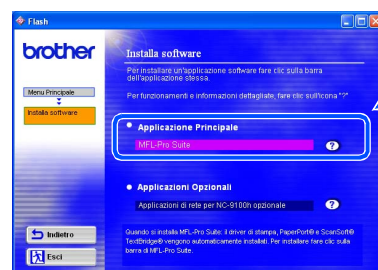 Flash
brother
Installa software
Per installare un'applicazione software fare clic sulla barra
dell'applicazione stessa.
Per funzionamenti e informazioni dettagliate, fare clic sull'icona "?"
Menu Principale
Installa software
Applicazione Principale
MFL-Pro Suite
?
Applicazioni Opzionali
Applicazioni di rete per NC-9100h opzionale
?
Quando si installa MFL-Pro Suite: il driver di stampa, PaperPort® e ScanSoft®
TextBridge® vengono automaticamente installati. Per installare fare clic sulla
barra di MFL-Pro Suite.
Indietro
Esci